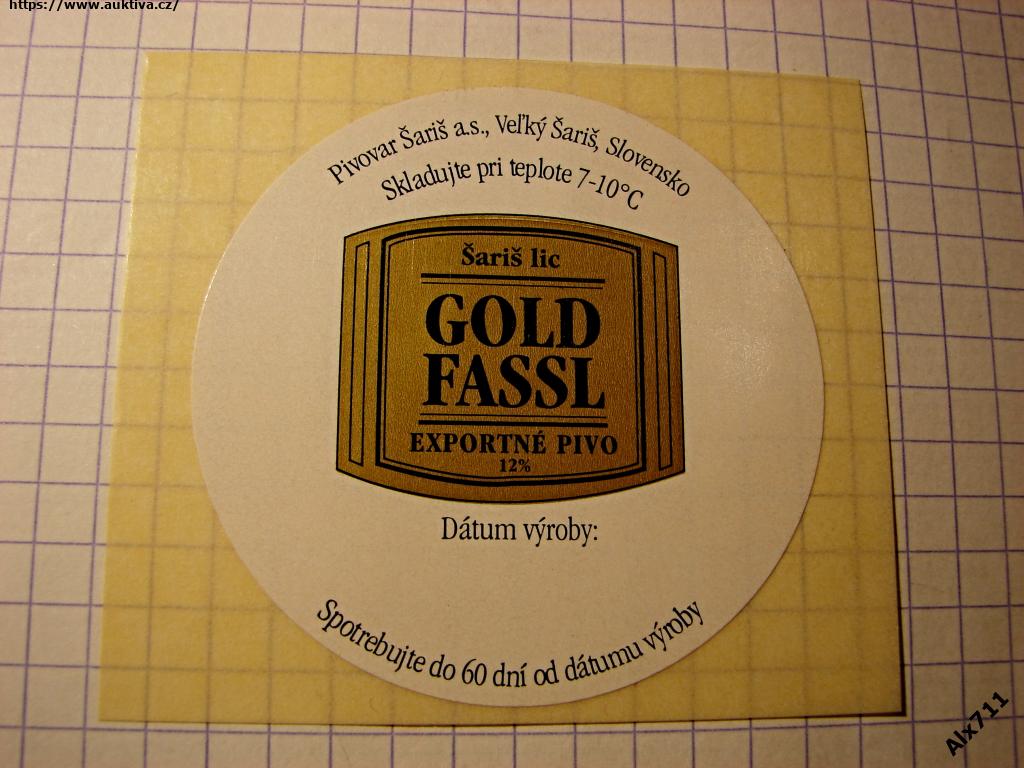 https://www.auktiva.cz/
Pivovar Šariš a.s., Veľký Šariš, Slovensko
Skladujte pri teplote 7-10°C
Šariš lic
GOLD
FASSL
EXPORTNÉ PIVO
12%
Dátum výroby:
Spotrebujte do 60 dní od dátumu výroby
Alx711